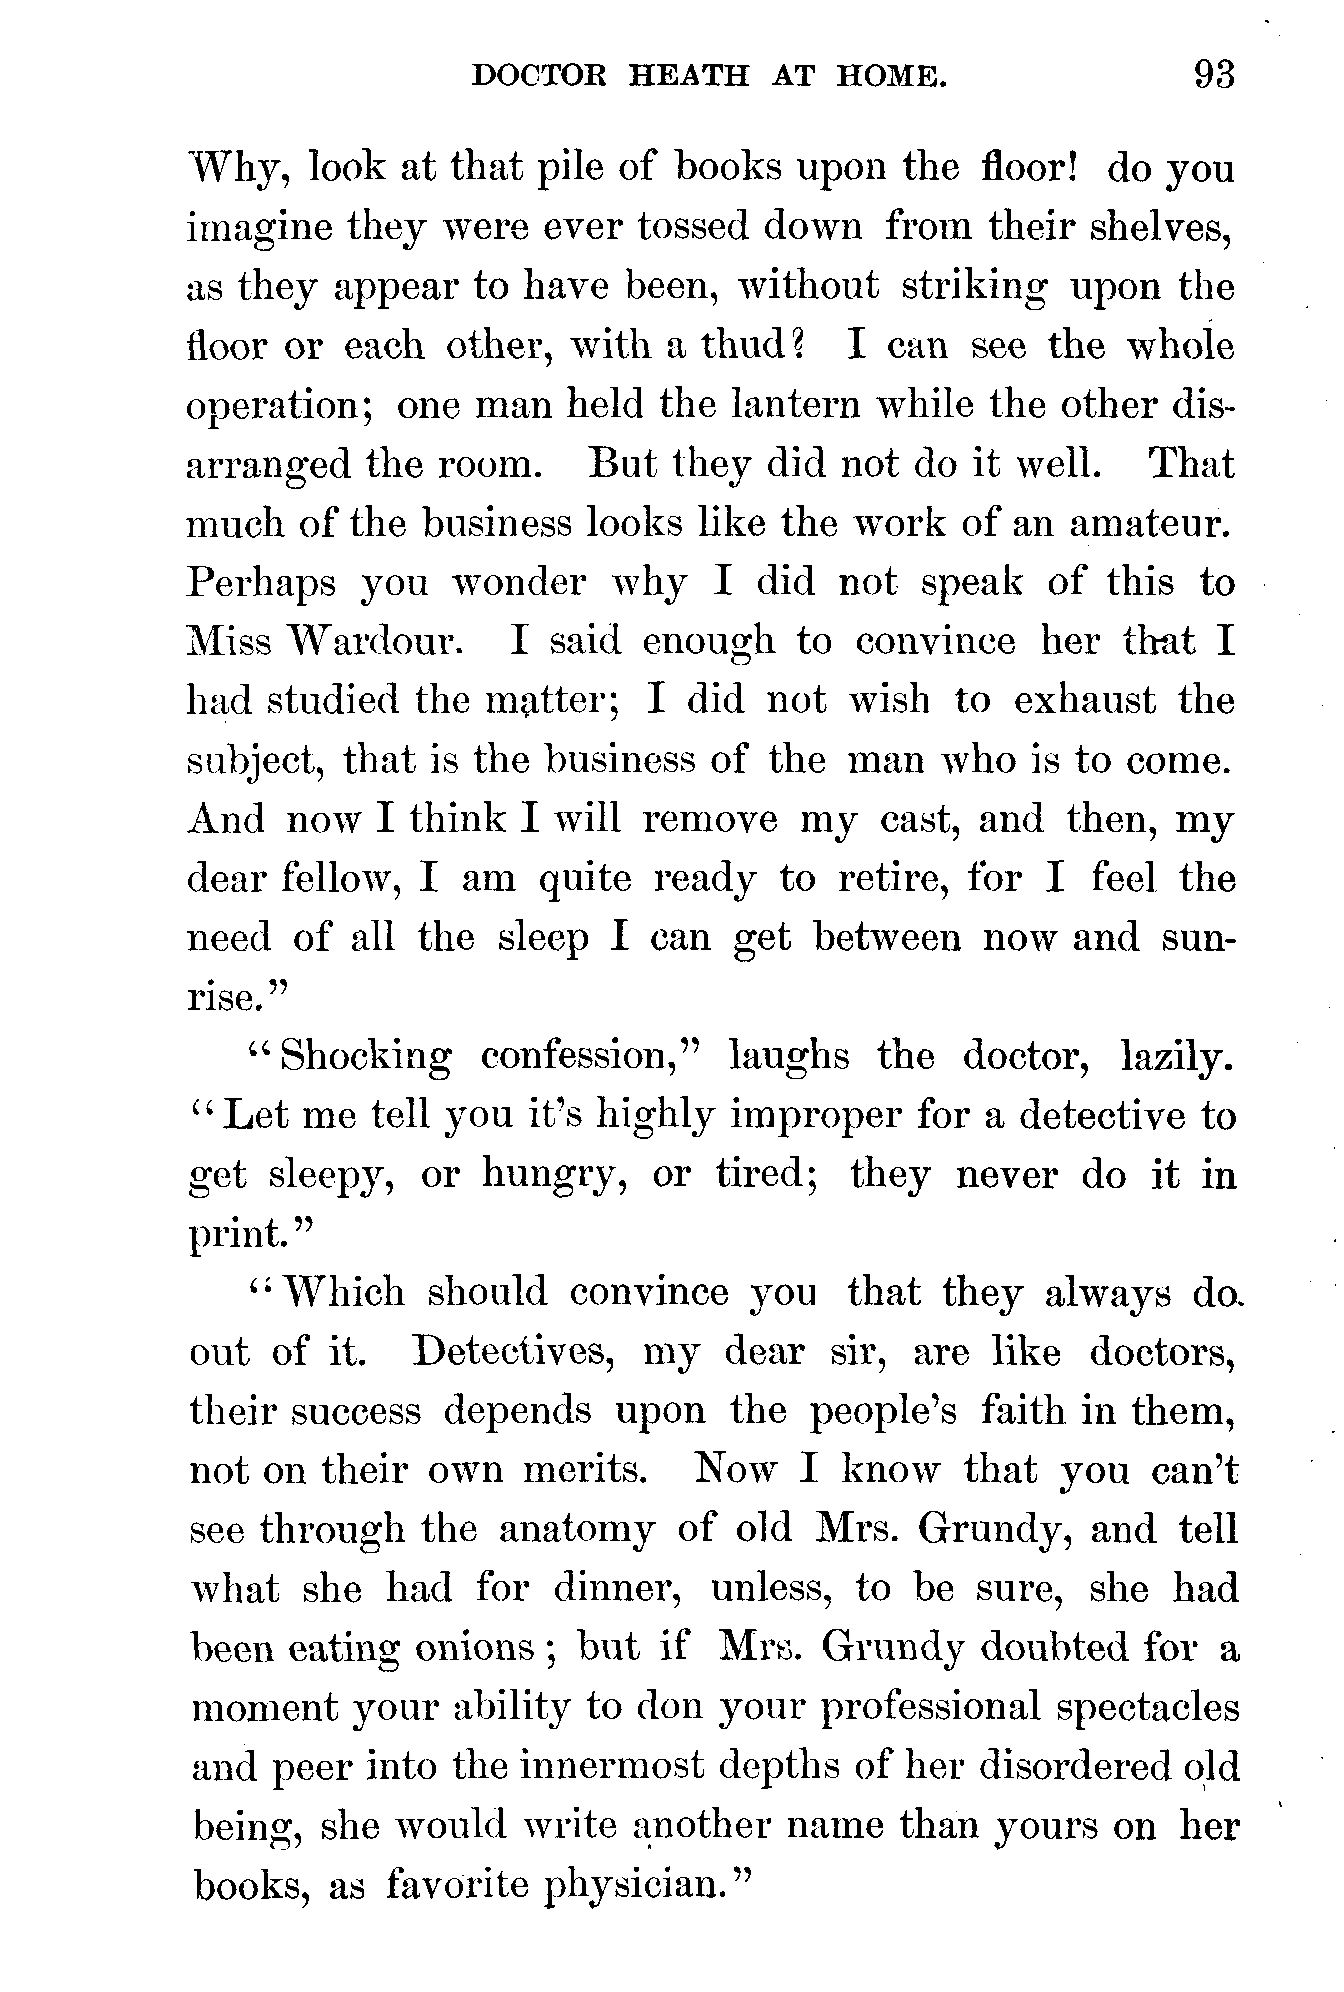 DOCTOR HEATH AT HOME. 93
Why, look at that pile of books upon the floor! do you
imagine they were ever tossed down from their shelves,
as they appear to have been, without striking upon the
floor or each other, with a thud? I can see the whole
operation; one man held the lantern while the other dis-
arranged the room. But they did not do it well. That
much of the business looks like the work of an amateur.
Perhaps you wonder why I did not speak of this to
Miss Wardour. I said enough to convince her that I
had studied the matter; I did not wish to exhaust the
subject, that is the business of the man who is to come.
And now I think I will remove my cast, and then, my
dear fellow, I am quite ready to retire, for I feel the
need of all the sleep I can get between now and sun-
rise."
"Shocking confession," laughs the doctor, lazily.
"Let me tell you it's highly improper for a detective to
get sleepy, or hungry, or tired; they never do it in
print."
"Which should convince you that they always do.
out of it. Detectives, my dear sir, are like doctors,
their success depends upon the people's faith in them,
not on their own merits. Now I know that you can't
see through the anatomy of old Mrs. Grundy, and tell
what she had for dinner, unless, to be sure, she had
been eating onions; but if Mrs. Grundy doubted for a
moment your ability to don your professional spectacles
and peer into the innermost depths of her disordered old
being, she would write another name than yours on her
books, as favorite physician."